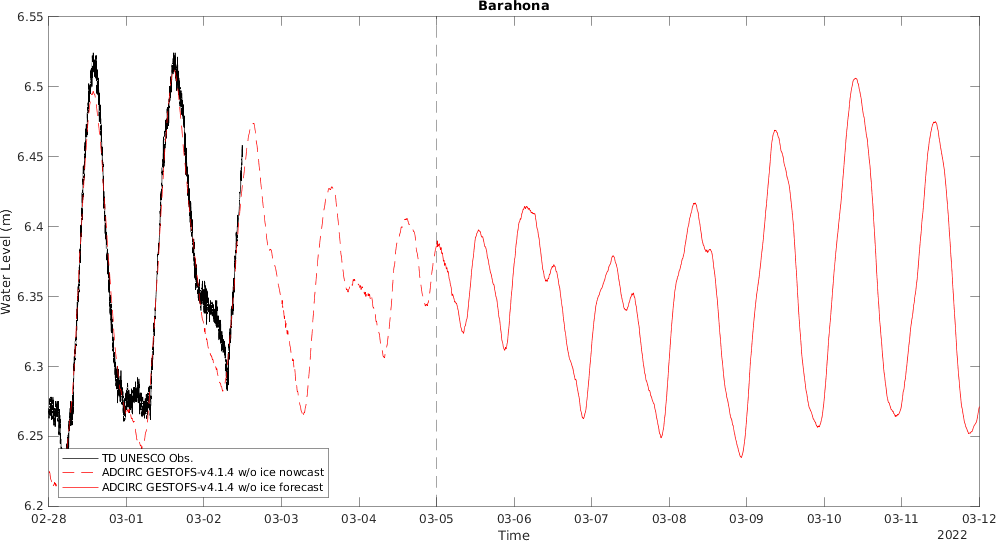 Barahona
6.55
6.5
6.45
6.4
6.35
6.3
6.25
6.2
Water Level (m)
TD UNESCO Obs.
ADCIRC GESTOFS-v4.1.4 w/o ice nowcast
ADCIRC GESTOFS-v4.1.4 w/o ice forecast
02-28 03-01 03-02 03-03 03-04 03-05 03-06 03-07 03-08 03-09 03-10 03-11 03-12
Time
2022